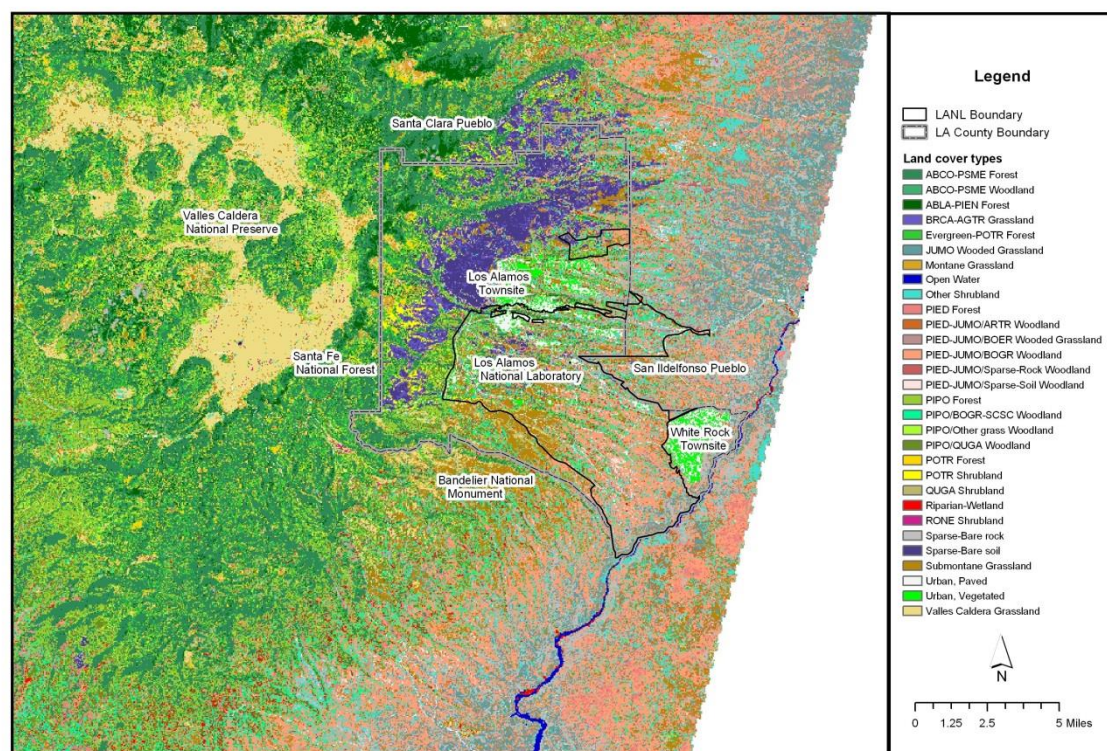 Santa Clara Pueblo
Valles Caldera
National Preserve
Los Alamos
Townsite
Santa Fe
National Forest
Los Alamos
National Laboratory
San Ildefonso Pueblo
White Rock
Townsite
Bandelier National
Monument
Legend
LANL Boundary
LA County Boundary
Land cover types
ABCO-PSME Forest
ABCO-PSME Woodland
ABLA-PIEN Forest
BRCA-AGTR Grassland
Evergreen-POTR Forest
JUMO Wooded Grassland
Montane Grassland
Open Water
Other Shrubland
PIED Forest
PIED-JUMO/ARTR Woodland
PIED-JUMO/BOER Wooded Grassland
PIED-JUMO/BOGR Woodland
PIED-JUMO/Sparse-Rock Woodland
PIED-JUMO/Sparse-Soil Woodland
PIPO Forest
PIPO/BOGR-SCSC Woodland
PIPO/Other grass Woodland
PIPO/QUGA Woodland
POTR Forest
POTR Shrubland
QUGA Shrubland
Riparian-Wetland
RONE Shrubland
Sparse-Bare rock
Sparse-Bare soil
Submontane Grassland
Urban, Paved
Urban, Vegetated
Valles Caldera Grassland
N
0 1.25 2.5 5 Miles